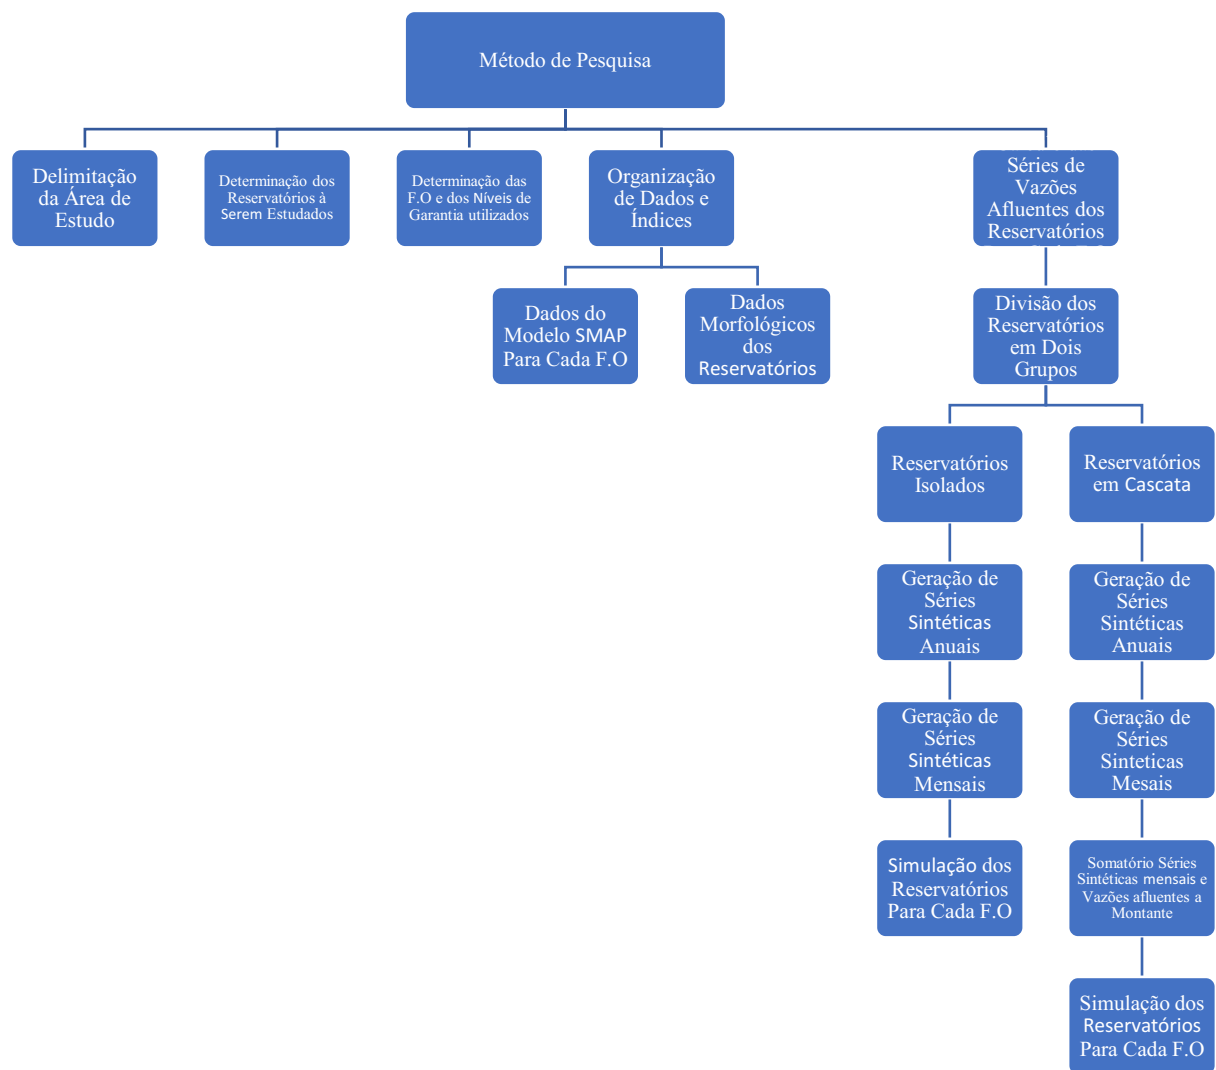 Método de Pesquisa
Delimitação
da Área de
Estudo
Determinação dos
Reservatórios à
Serem Estudados
Determinação das
F.O e dos Níveis de
Garantia utilizados
Organização
de Dados e
Índices
Séries de
Vazões
Afluentes dos
Reservatórios
Dados do
Modelo SMAP
Para Cada F.O
Dados
Morfológicos
dos
Reservatórios
Divisão dos
Reservatórios
em Dois
Grupos
Reservatórios
Isolados
Reservatórios
em Cascata
Geração de
Séries
Sintéticas
Anuais
Geração de
Séries
Sintéticas
Anuais
Geração de
Séries
Sintéticas
Mensais
Geração de
Séries
Sinteticas
Mesais
Simulação dos
Reservatórios
Para Cada F.O
Somatório Séries
Sintéticas mensais e
Vazões afluentes a
Montante
Simulação dos
Reservatórios
Para Cada F.O